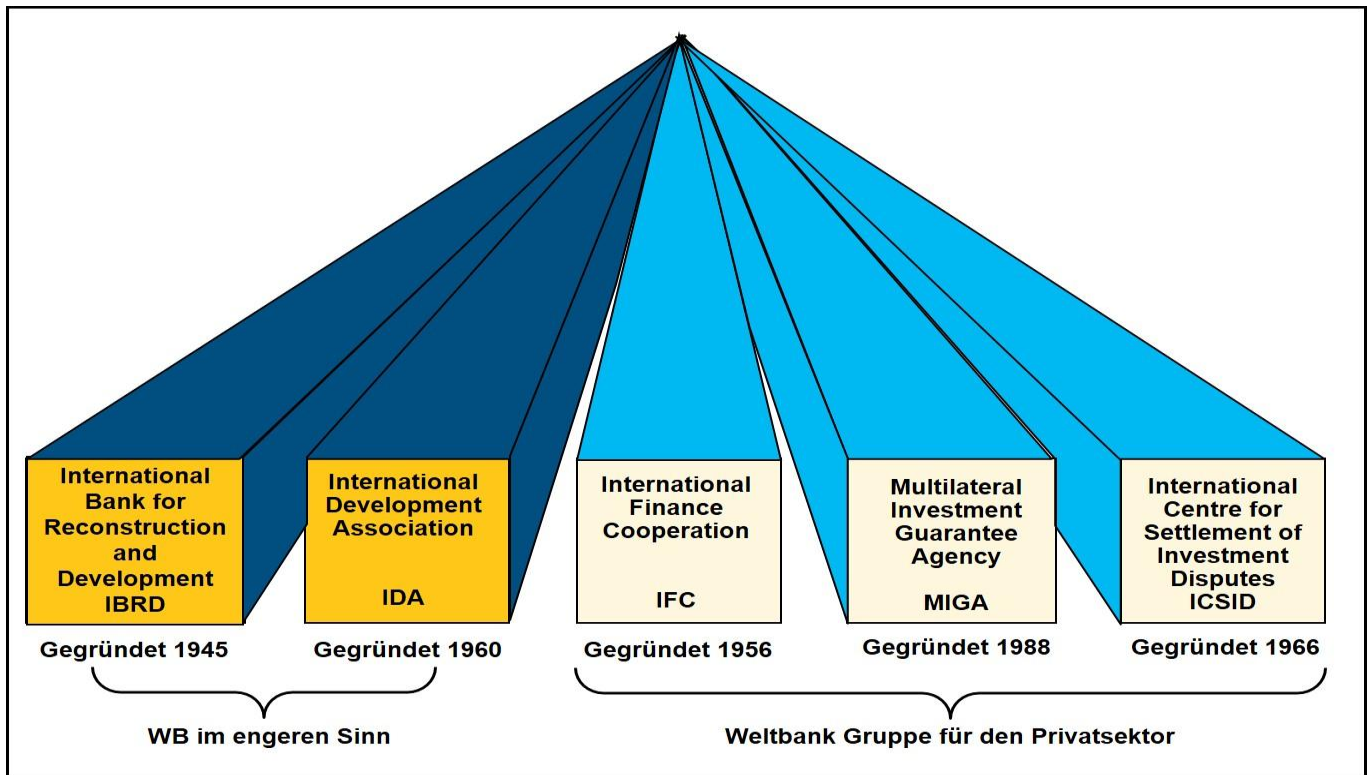 International
Bank for
Reconstruction
and
Development
IBRD
International
Development
Association
IDA
International
Finance
Cooperation
IFC
Multilateral
Investment
Guarantee
Agency
MIGA
International
Centre for
Settlement of
Investment
Disputes
ICSID
Gegründet 1945
Gegründet 1960
Gegründet 1956
Gegründet 1988
Gegründet 1966
WB im engeren Sinn
Weltbank Gruppe für den Privatsektor